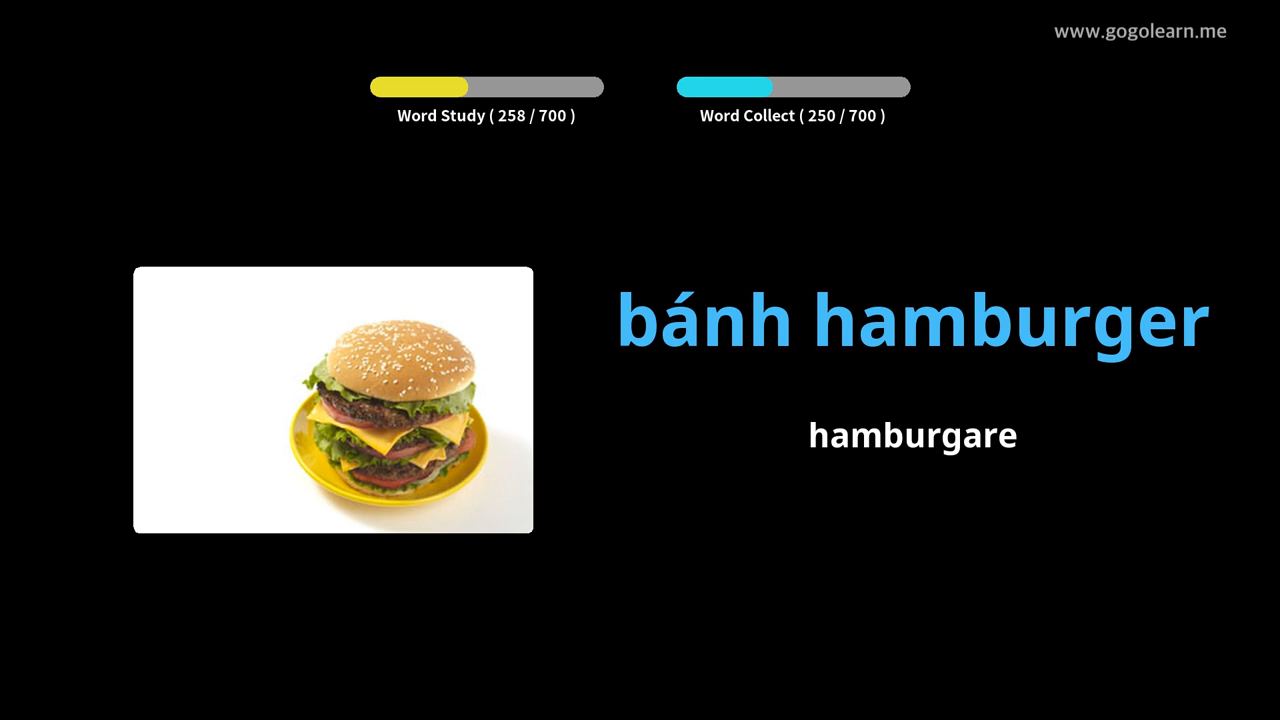 www.gogolearn.me
Word Study ( 258 / 700 )
Word Collect ( 250 / 700 )
bánh hamburger
hamburgare